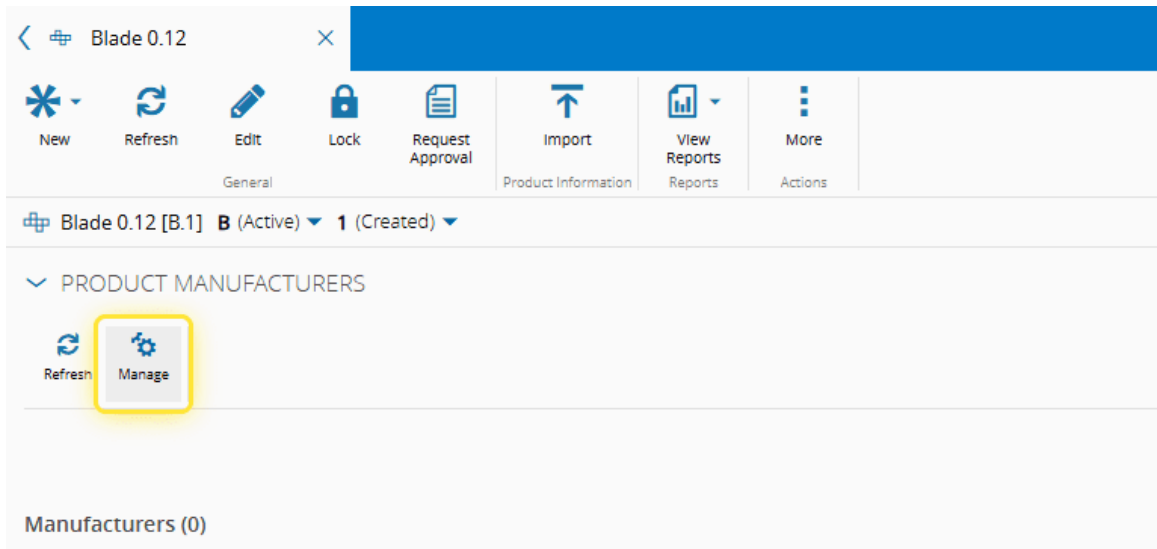 Blade 0.12
New
Refresh
Edit
Lock
Request
Approval
Import
View
Reports
More
General
Product Information
Reports
Actions
Blade 0.12 [B.1] B (Active) 1 (Created)
PRODUCT MANUFACTURERS
Refresh
Manage
Manufacturers (0)